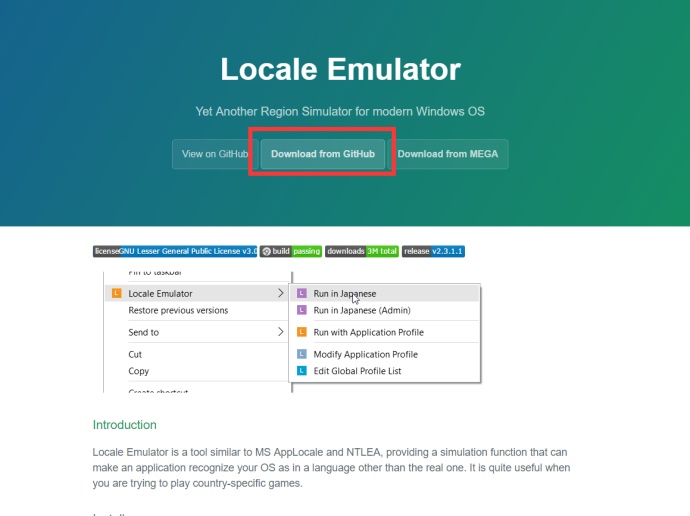 Locale Emulator
Yet Another Region Simulator for modern Windows OS
View on GitHub
Download from GitHub
Download from MEGA
license GNU Lesser General Public License v3.0
build passing
downloads 3M total
release v2.3.1.1
Pin to taskbar
Locale Emulator
Restore previous versions
Send to
Cut
Copy
Create shortcut
Run in Japanese
Run in Japanese (Admin)
Run with Application Profile
Modify Application Profile
Edit Global Profile List
Introduction
Locale Emulator is a tool similar to MS AppLocale and NTLEA, providing a simulation function that can
make an application recognize your OS as in a language other than the real one. It is quite useful when
you are trying to play country-specific games.